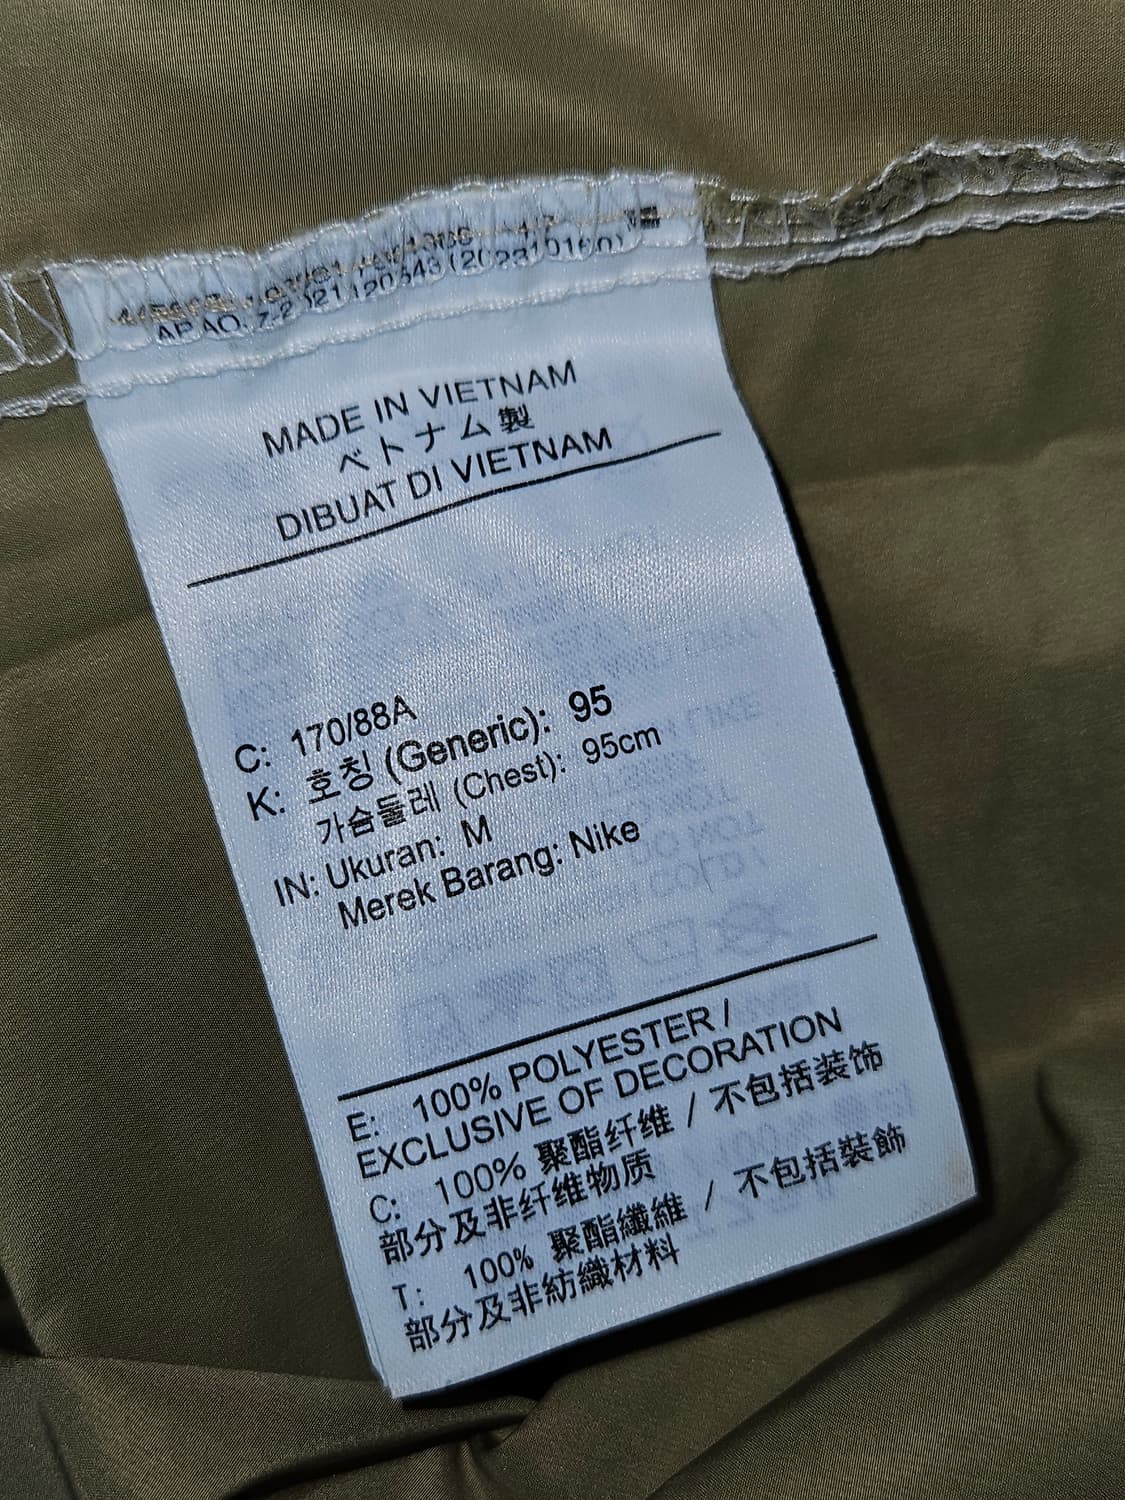 MADE IN VIETNAM
ベトナム製
DIBUAT DI VIETNAM
C: 170/88A
K: 호칭 (Generic): 95
가슴둘레 (Chest): 95cm
IN: Ukuran: M
Merek Barang: Nike
E: 100% POLYESTER /
EXCLUSIVE OF DECORATION
C: 100% 聚酯纤维 / 不包括装饰
部分及非纤维物质
T: 100% 聚酯纖維 / 不包括裝飾
部分及非紡織材料